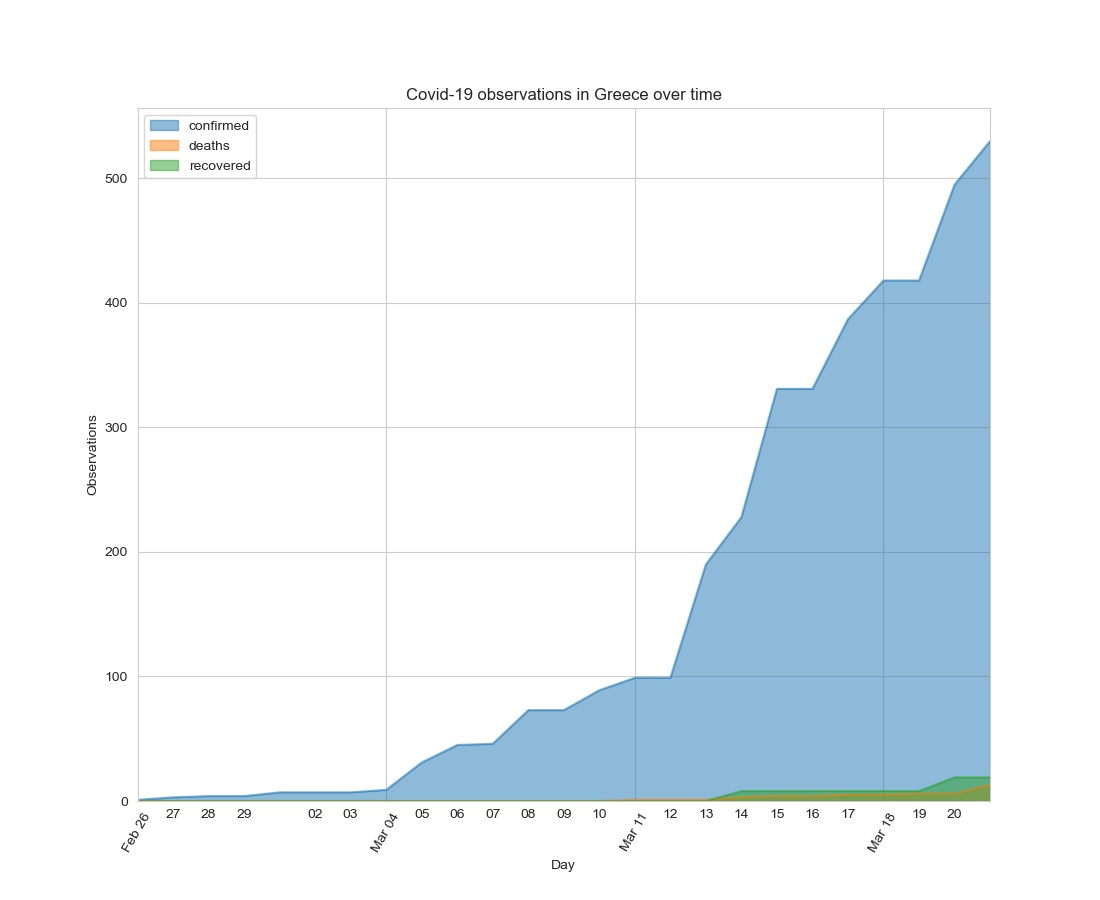 Covid-19 observations in Greece over time
confirmed
deaths
recovered
500
400
300
200
100
0
Observations
Feb 26
27
28
29
02
03
Mar 04
05
06
07
08
09
10
Mar 11
12
13
14
15
16
17
Mar 18
19
20
Day